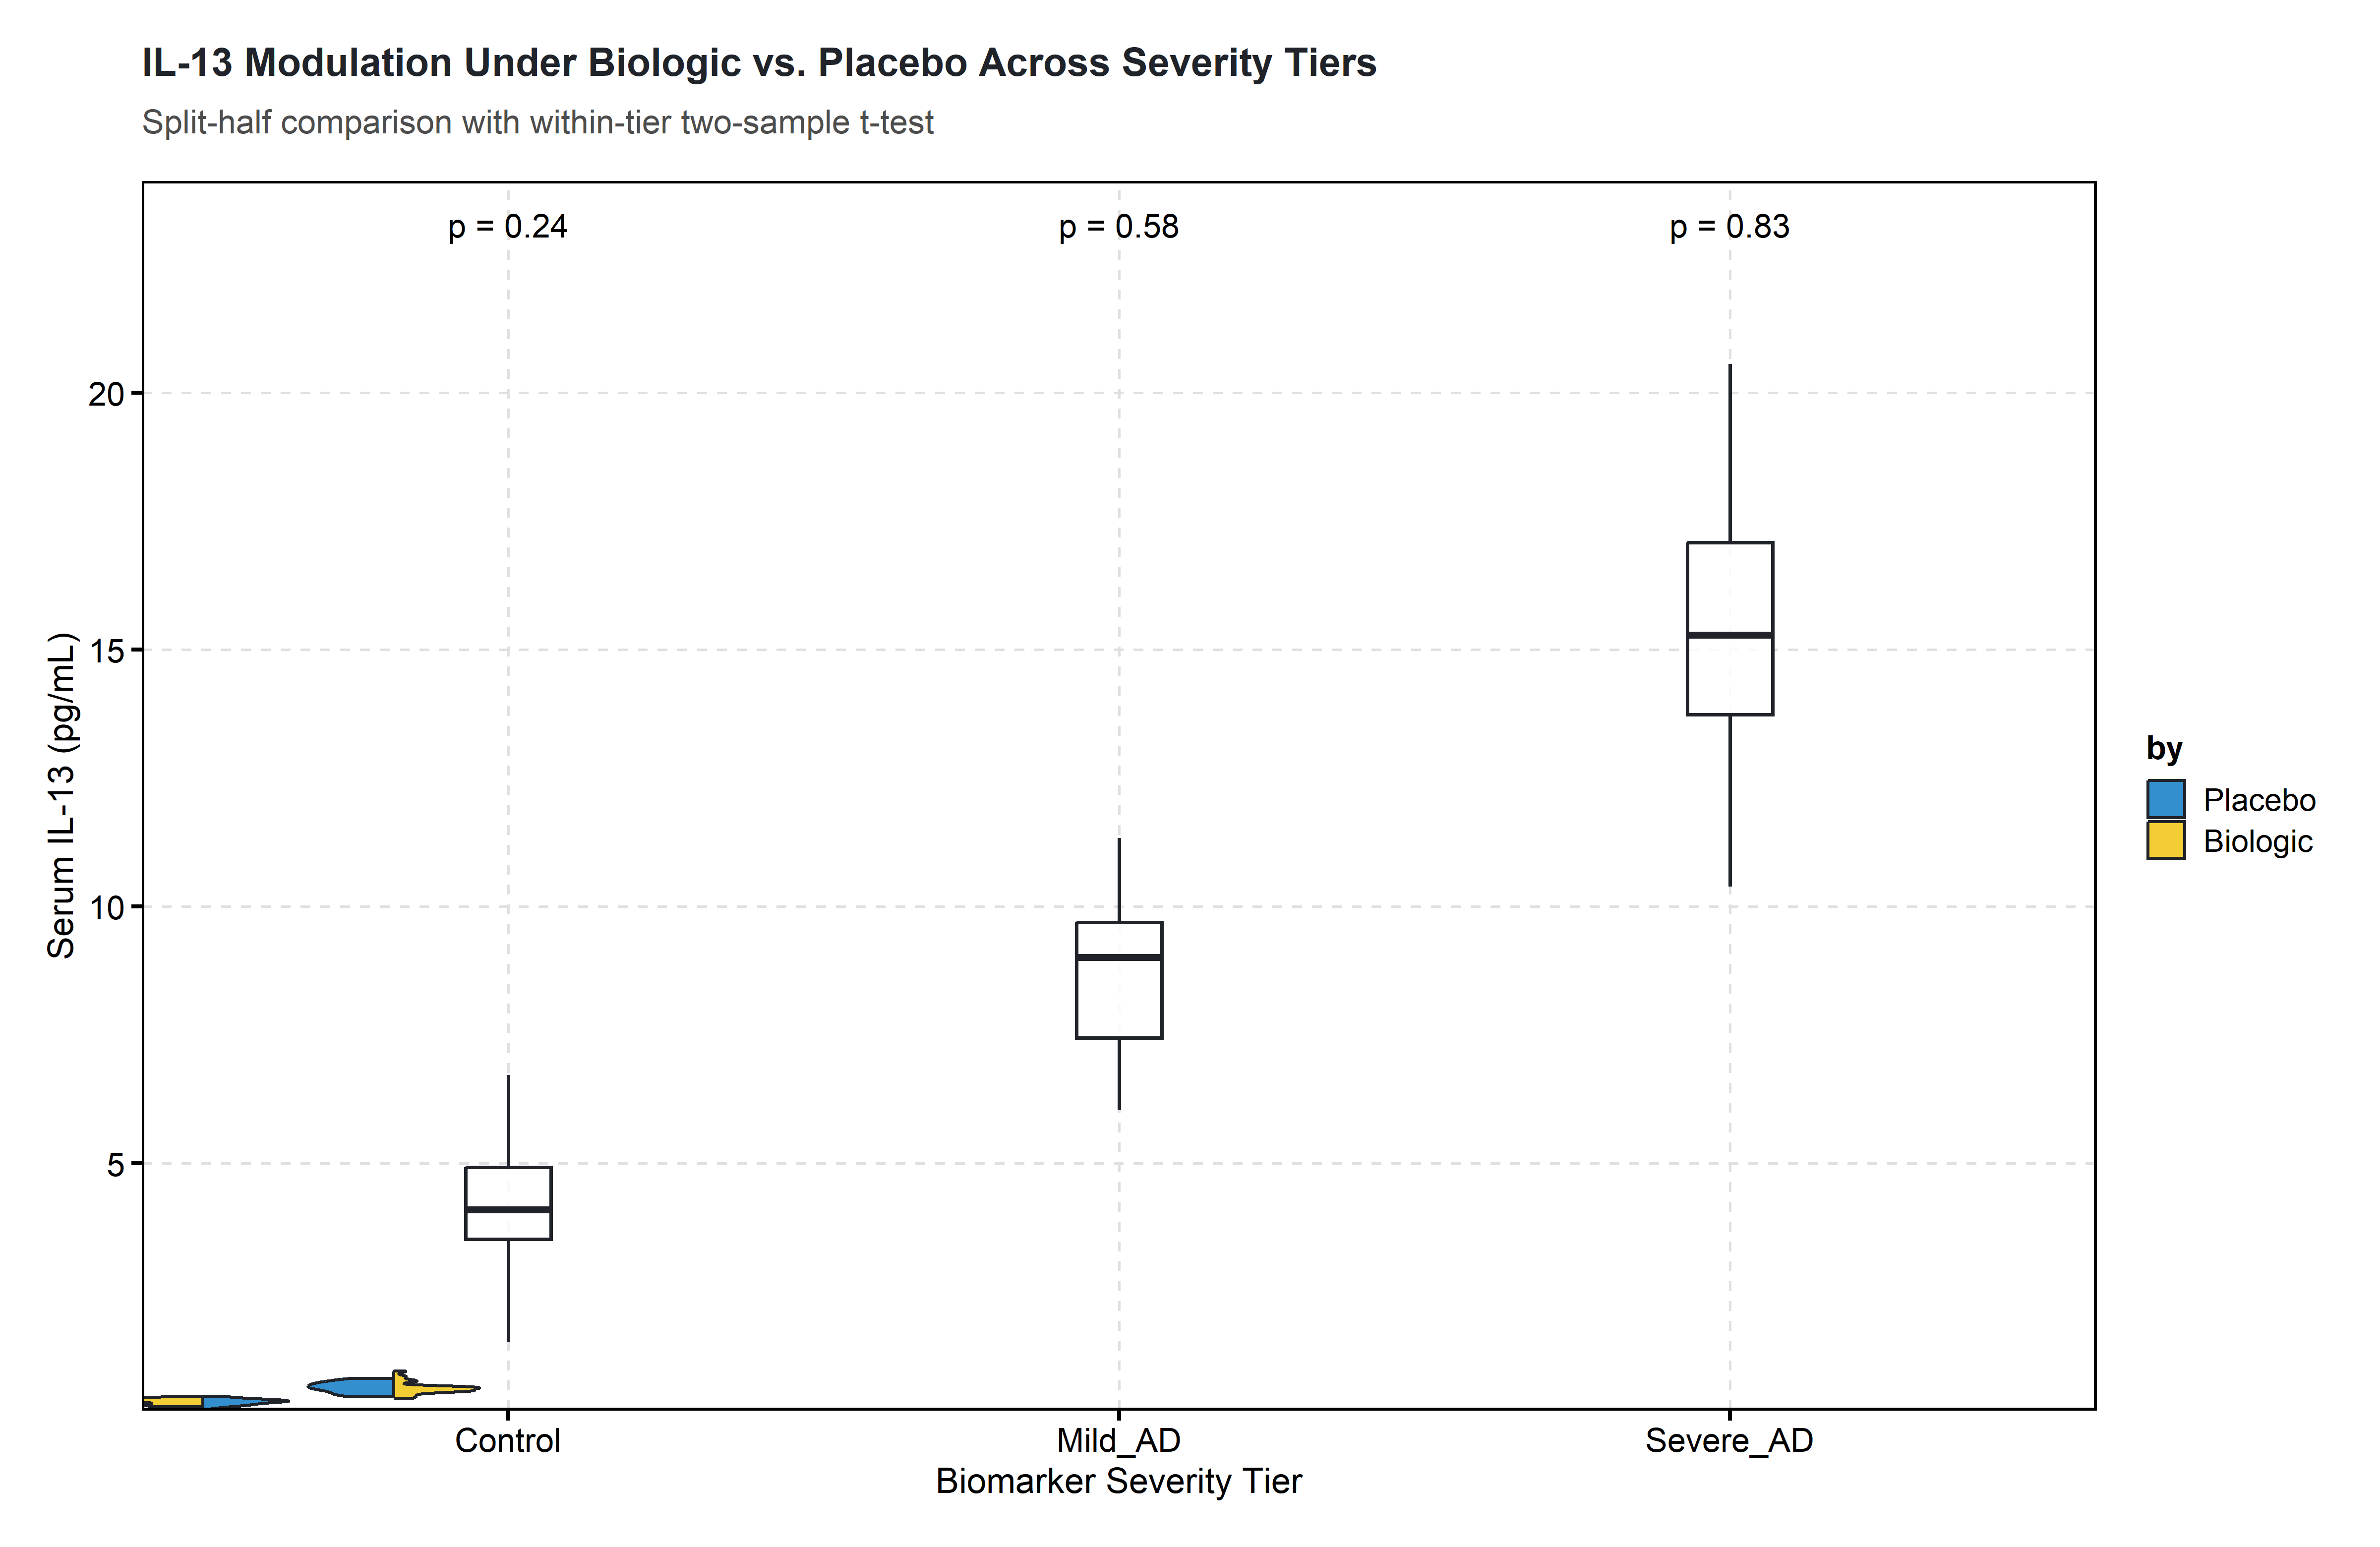 IL-13 Modulation Under Biologic vs. Placebo Across Severity Tiers
Split-half comparison with within-tier two-sample t-test
p = 0.24
p = 0.58
p = 0.83
20
15
10
5
Serum IL-13 (pg/mL)
by
Placebo
Biologic
Control
Mild_AD
Severe_AD
Biomarker Severity Tier